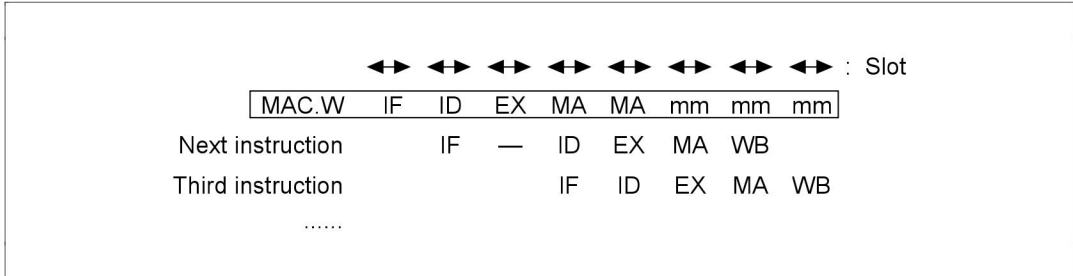 : Slot
MAC.W IF ID EX MA MA mm mm mm
Next instruction IF — ID EX MA WB
Third instruction IF ID EX MA WB
......